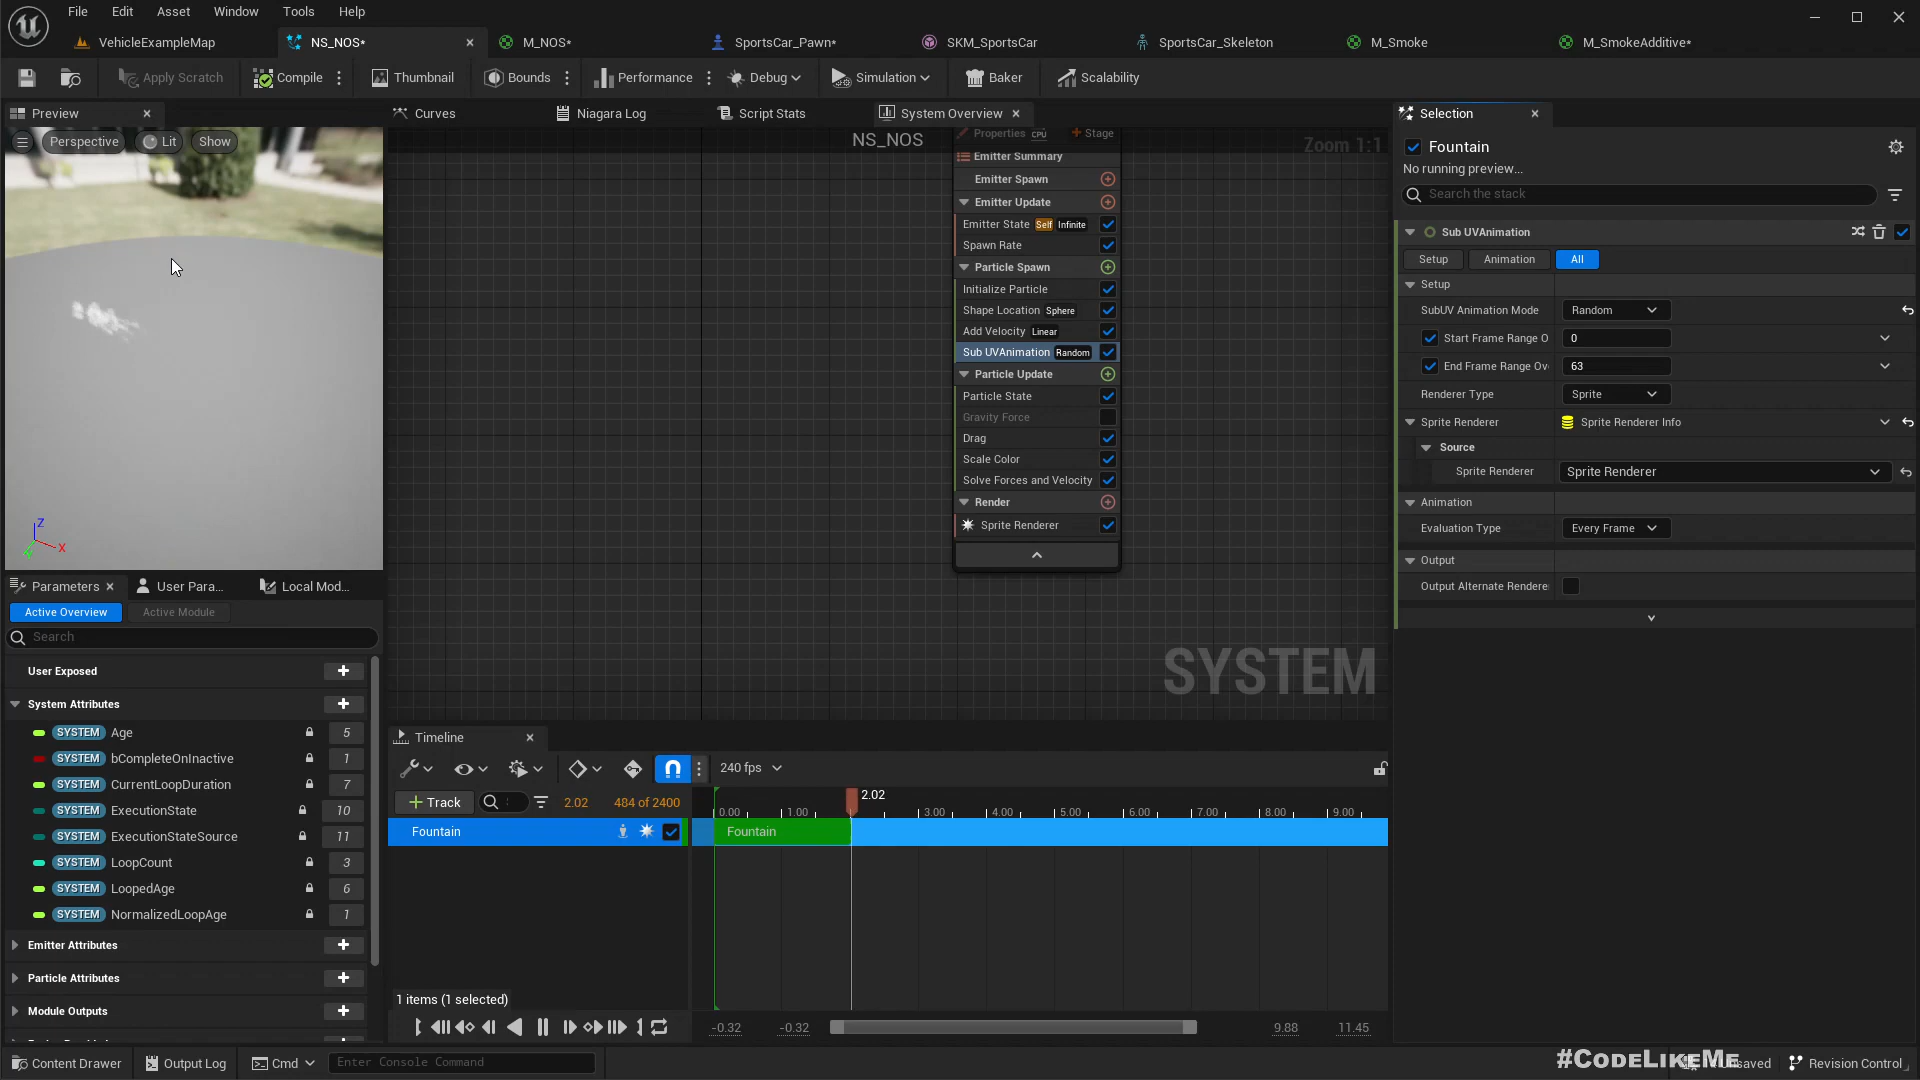 File Edit Asset Window Tools Help
VehicleExampleMap NS_NOS* M_NOS* SportsCar_Pawn* SKM_SportsCar SportsCar_Skeleton M_Smoke M_SmokeAdditive*
Apply Scratch Compile Thumbnail Bounds Performance Debug Simulation Baker Scalability
Preview Curves Niagara Log Script Stats System Overview Selection
Perspective Lit Show
NS_NOS
Zoom 1:1
Properties CPU Stage
Emitter Summary
Emitter Spawn
Emitter Update
Emitter State Self Infinite
Spawn Rate
Particle Spawn
Initialize Particle
Shape Location Sphere
Add Velocity Linear
Sub UVAnimation Random
Particle Update
Particle State
Gravity Force
Drag
Scale Color
Solve Forces and Velocity
Render
Sprite Renderer
SYSTEM
Fountain
No running preview...
Search the stack
Sub UVAnimation
Setup Animation All
Setup
SubUV Animation Mode Random
Start Frame Range O 0
End Frame Range Ov 63
Renderer Type Sprite
Sprite Renderer Sprite Renderer Info
Source
Sprite Renderer Sprite Renderer
Animation
Evaluation Type Every Frame
Output
Output Alternate Rendere
Z
X
Y
Parameters User Para... Local Mod...
Active Overview Active Module
Search
User Exposed
System Attributes
SYSTEM Age 5
SYSTEM bCompleteOnInactive 1
SYSTEM CurrentLoopDuration 7
SYSTEM ExecutionState 10
SYSTEM ExecutionStateSource 11
SYSTEM LoopCount 3
SYSTEM LoopedAge 6
SYSTEM NormalizedLoopAge 1
Emitter Attributes
Particle Attributes
Module Outputs
Timeline
240 fps
Track 2.02 484 of 2400
2.02
0.00 1.00 3.00 4.00 5.00 6.00 7.00 8.00 9.00
Fountain Fountain
1 items (1 selected)
-0.32 -0.32 9.88 11.45
Content Drawer Output Log Cmd Enter Console Command
#CodeLikeMe
Revision Control